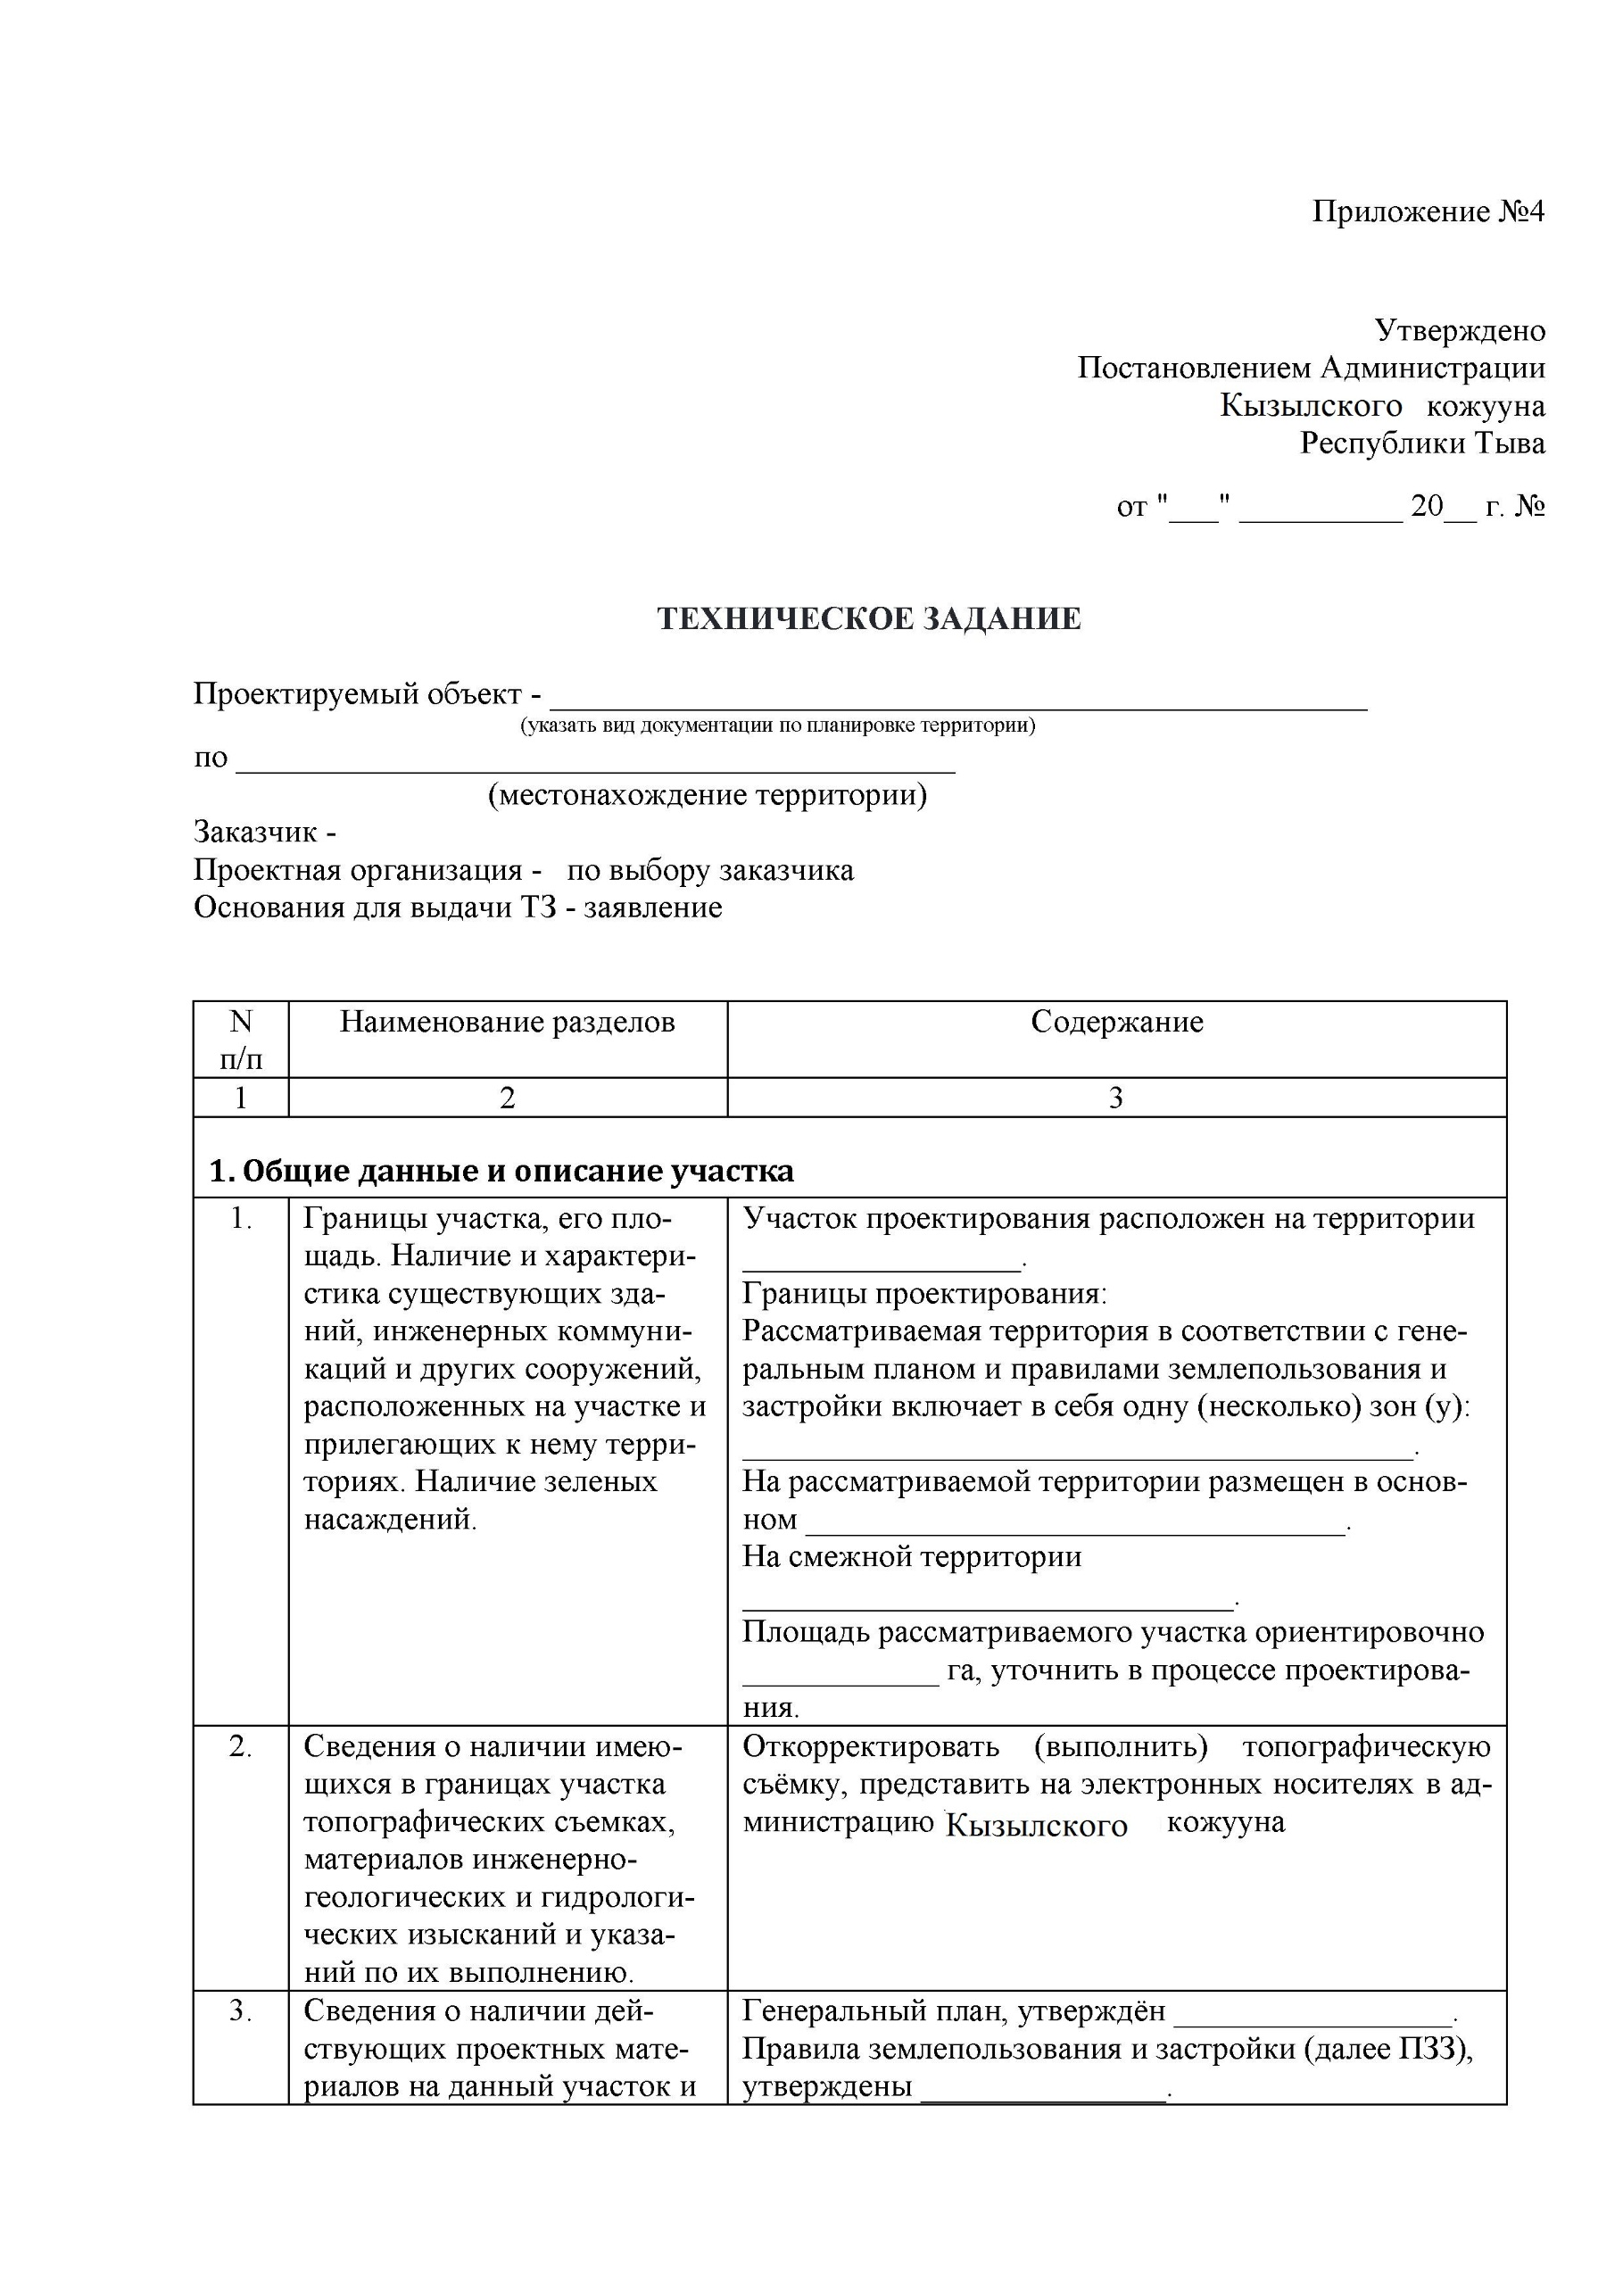 Приложение №4
Утверждено
Постановлением Администрации
Кызылского кожууна
Республики Тыва
от "___" __________ 20__ г. №
ТЕХНИЧЕСКОЕ ЗАДАНИЕ
Проектируемый объект - __________________________________________________
(указать вид документации по планировке территории)
по ____________________________________________
(местонахождение территории)
Заказчик -
Проектная организация - по выбору заказчика
Основания для выдачи ТЗ - заявление
N
п/п
Наименование разделов
Содержание
1
2
3
1. Общие данные и описание участка
1.
Границы участка, его пло-
щадь. Наличие и характери-
стика существующих зда-
ний, инженерных коммуни-
каций и других сооружений,
расположенных на участке и
прилегающих к нему терри-
ториях. Наличие зеленых
насаждений.
Участок проектирования расположен на территории
_________________.
Границы проектирования:
Рассматриваемая территория в соответствии с гене-
ральным планом и правилами землепользования и
застройки включает в себя одну (несколько) зон (у):
_________________________________________.
На рассматриваемой территории размещен в основ-
ном _________________________________.
На смежной территории
______________________________.
Площадь рассматриваемого участка ориентировочно
____________ га, уточнить в процессе проектирова-
ния.
2.
Сведения о наличии имею-
щихся в границах участка
топографических съемках,
материалов инженерно-
геологических и гидрологи-
ческих изысканий и указа-
ний по их выполнению.
Откорректировать (выполнить) топографическую
съёмку, представить на электронных носителях в ад-
министрацию Кызылского кожууна
3.
Сведения о наличии дей-
ствующих проектных мате-
риалов на данный участок и
Генеральный план, утверждён _________________.
Правила землепользования и застройки (далее ПЗЗ),
утверждены _______________.